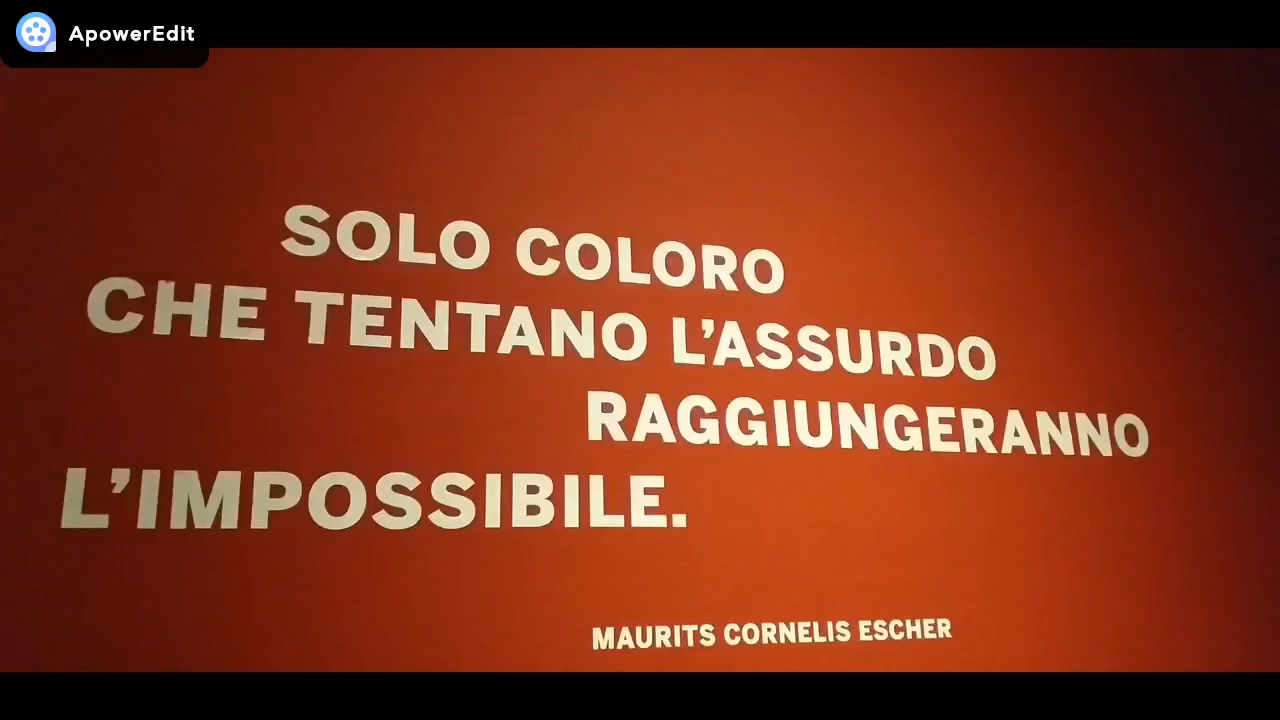 ApowerEdit
SOLO COLORO
CHE TENTANO L’ASSURDO
RAGGIUNGERANNO
L’IMPOSSIBILE.
MAURITS CORNELIS ESCHER